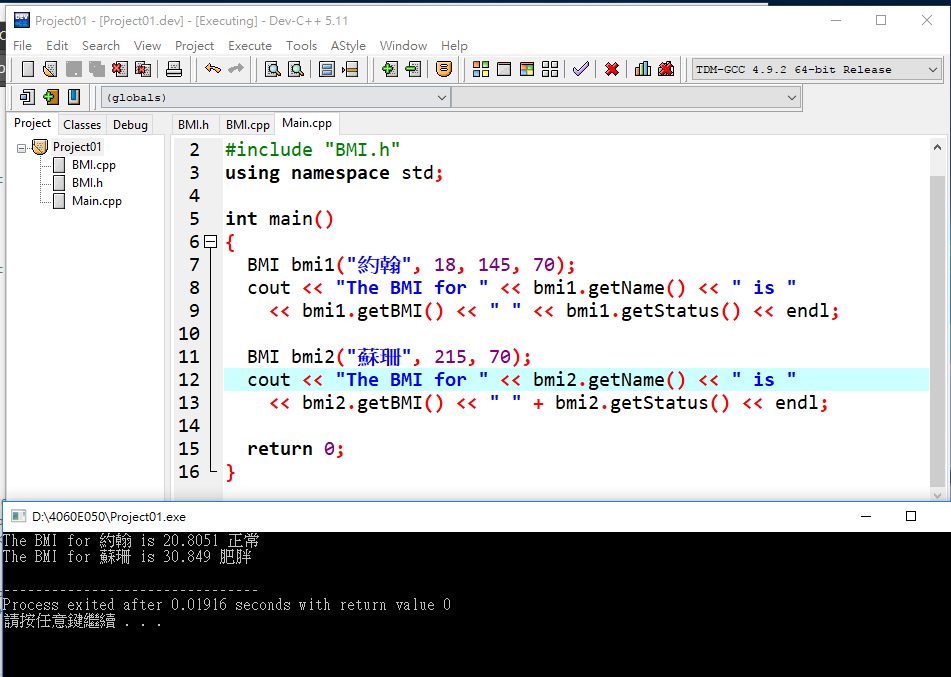 Project01 - [Project01.dev] - [Executing] - Dev-C++ 5.11
File Edit Search View Project Execute Tools AStyle Window Help
TDM-GCC 4.9.2 64-bit Release
(globals)
Project Classes Debug
BMI.h BMI.cpp Main.cpp
Project01
BMI.cpp
BMI.h
Main.cpp
2 #include "BMI.h"
3 using namespace std;
4
5 int main()
6 {
7 BMI bmi1("約翰", 18, 145, 70);
8 cout << "The BMI for " << bmi1.getName() << " is "
9 << bmi1.getBMI() << " " << bmi1.getStatus() << endl;
10
11 BMI bmi2("蘇珊", 215, 70);
12 cout << "The BMI for " << bmi2.getName() << " is "
13 << bmi2.getBMI() << " " + bmi2.getStatus() << endl;
14
15 return 0;
16 }
D:\4060E050\Project01.exe
The BMI for 約翰 is 20.8051 正常
The BMI for 蘇珊 is 30.849 肥胖
--------------------------------
Process exited after 0.01916 seconds with return value 0
請按任意鍵繼續 . . .